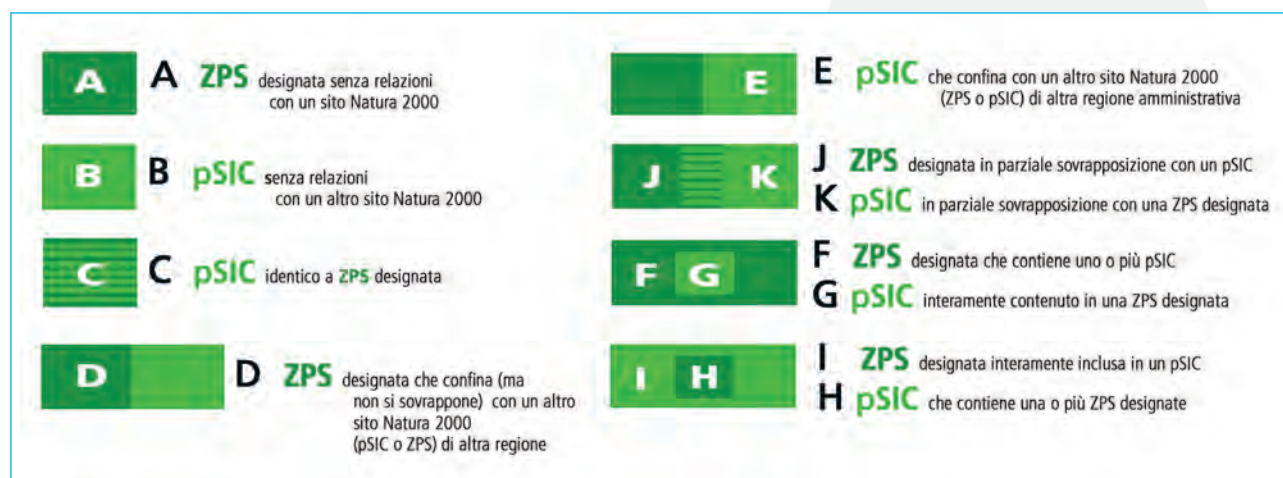 A
A ZPS designata senza relazioni
con un sito Natura 2000
B
B pSIC senza relazioni
con un altro sito Natura 2000
C
C pSIC identico a ZPS designata
D
D ZPS designata che confina (ma
non si sovrappone) con un altro
sito Natura 2000
(pSIC o ZPS) di altra regione
E
E pSIC che confina con un altro sito Natura 2000
(ZPS o pSIC) di altra regione amministrativa
J K
J ZPS designata in parziale sovrapposizione con un pSIC
K pSIC in parziale sovrapposizione con una ZPS designata
F G
F ZPS designata che contiene uno o più pSIC
G pSIC interamente contenuto in una ZPS designata
I H
I ZPS designata interamente inclusa in un pSIC
H pSIC che contiene una o più ZPS designate